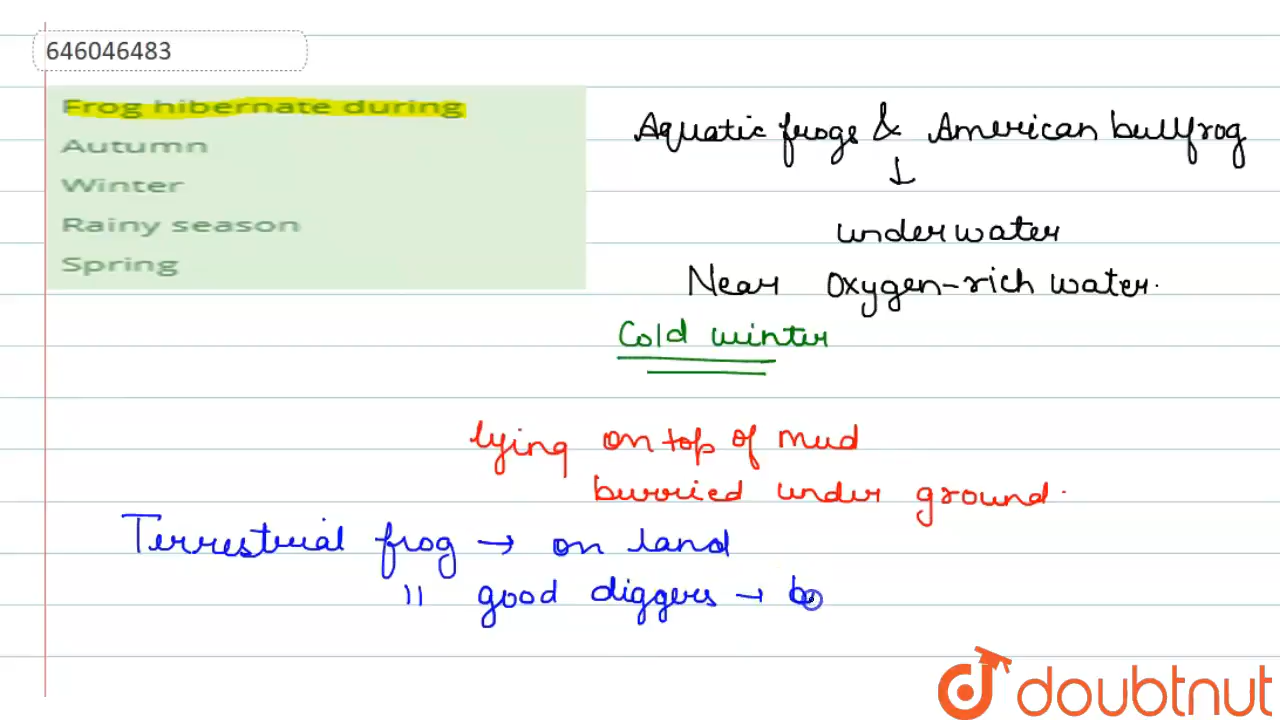 646046483
Frog hibernate during
Autumn
Winter
Rainy season
Spring
Aquatic frogs & American bullfrog
↓
underwater
Near Oxygen-rich water.
Cold winter
lying on top of mud
burried under ground.
Terrestrial frog → on land
" good diggers → b
doubtnut